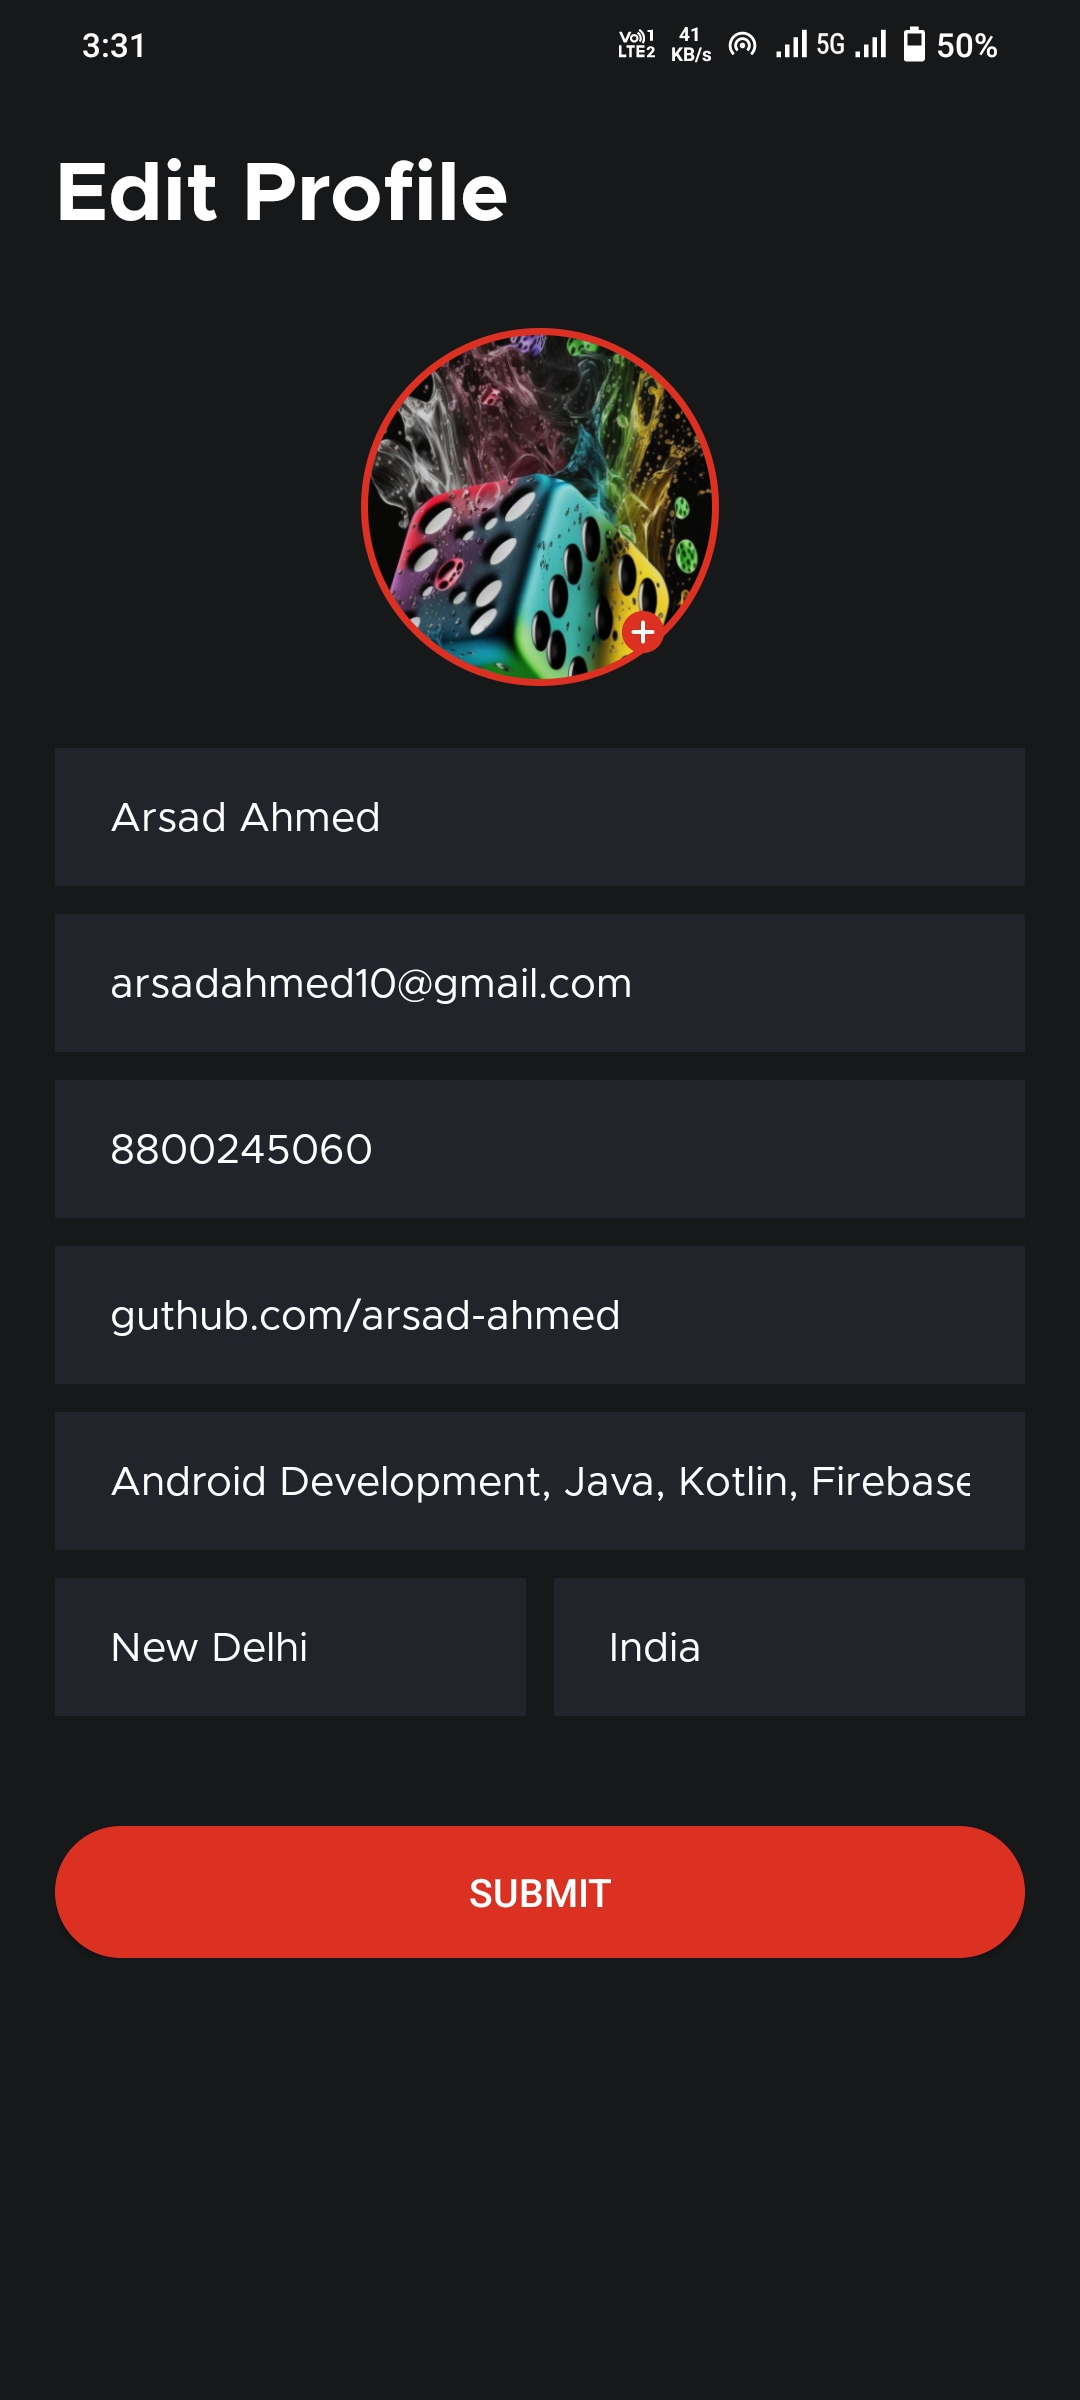 3:31
Vo)) 1 LTE2
41 KB/s
5G
50%
Edit Profile
Arsad Ahmed
arsadahmed10@gmail.com
8800245060
guthub.com/arsad-ahmed
Android Development, Java, Kotlin, Firebase
New Delhi
India
SUBMIT